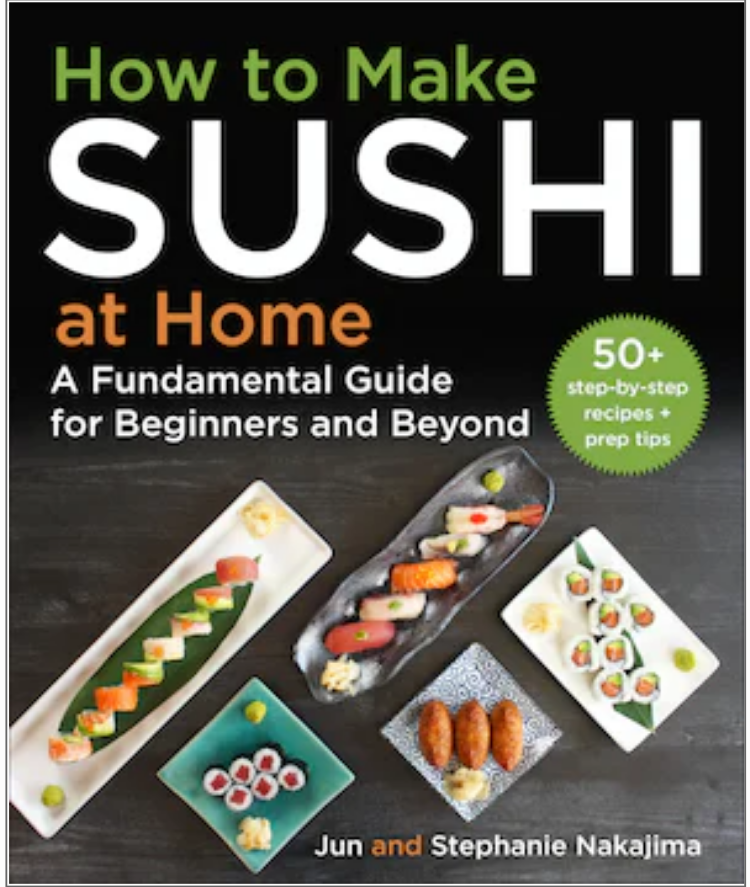 How to Make
SUSHI
at Home
A Fundamental Guide
for Beginners and Beyond
50+
step-by-step
recipes +
prep tips
Jun and Stephanie Nakajima